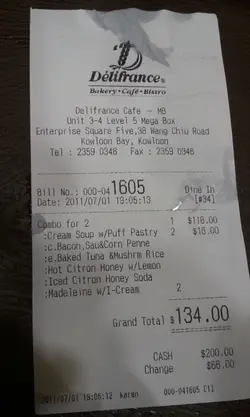 Délifrance®
Bakery • Café • Bistro
Delifrance Cafe - MB
Unit 3-4 Level 5 Mega Box
Enterprise Square Five,38 Wang Chiu Road
Kowloon Bay, Kowloon
Tel : 2359 0348 Fax : 2359 0348
Bill No.: 000-041605 Dine In
Date: 2011/07/01 19:05:13 [#34]
Combo for 2 1 $118.00
:Cream Soup w/Puff Pastry 2 $16.00
:c.Bacon,Sau&Corn Penne
:e.Baked Tuna &Mushrm Rice
:Hot Citron Honey w/Lemon
:Iced Citron Honey Soda
:Madeleine w/I-Cream 2
Grand Total $134.00
CASH $200.00
Change $66.00
2011/07/01 19:05:12 karen 000-041605 [1]